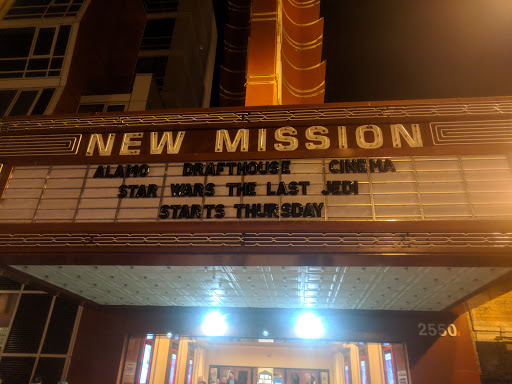 NEW MISSION
ALAMO DRAFTHOUSE CINEMA
STAR WARS THE LAST JEDI
STARTS THURSDAY
2550